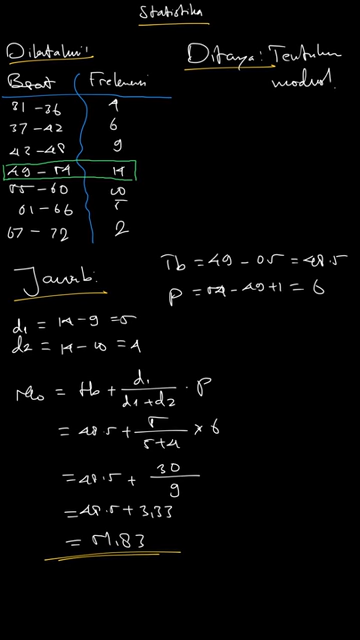 Statistika
Diketahui:
Ditanya: Tentukan
modus!
Berat Frekuensi
31-36 4
37-42 6
43-48 9
49-54 14
55-60 10
61-66 5
67-72 2
Jawab:
Tb = 49 - 0.5 = 48.5
p = 54 - 49 + 1 = 6
d1 = 14 - 9 = 5
d2 = 14 - 10 = 4
Mo = tb + d1/(d1+d2) . p
= 48.5 + 5/(5+4) x 6
= 48.5 + 30/9
= 48.5 + 3,33
= 51,83